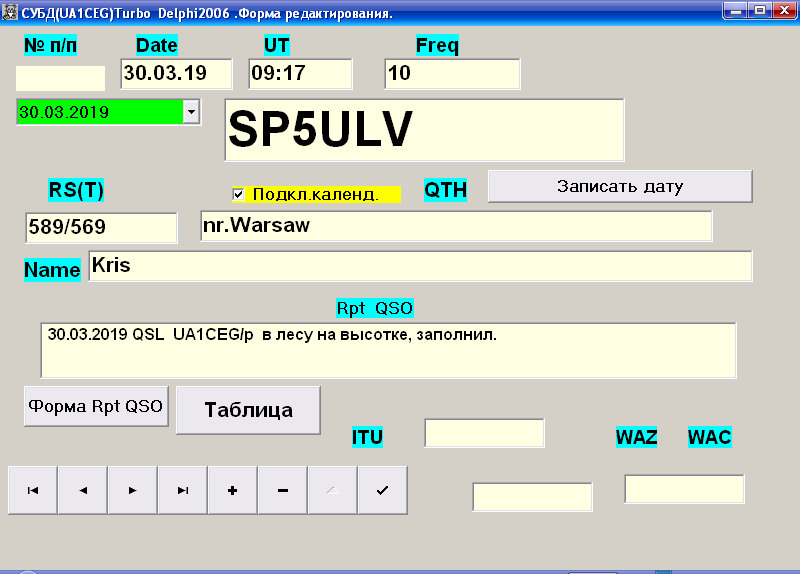 СУБД(UA1CEG)Turbo Delphi2006 .Форма редактирования.
№ п/п Date UT Freq
30.03.19 09:17 10
30.03.2019
SP5ULV
RS(T) Подкл.календ. QTH Записать дату
589/569 nr.Warsaw
Name Kris
Rpt QSO
30.03.2019 QSL UA1CEG/p в лесу на высотке, заполнил.
Форма Rpt QSO Таблица
ITU WAZ WAC